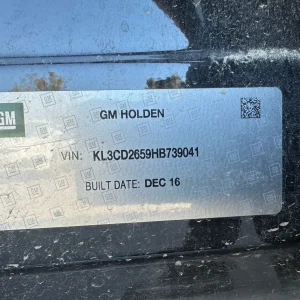 GM HOLDEN
GM
VIN: KL3CD2659HB739041
BUILT DATE: DEC 16